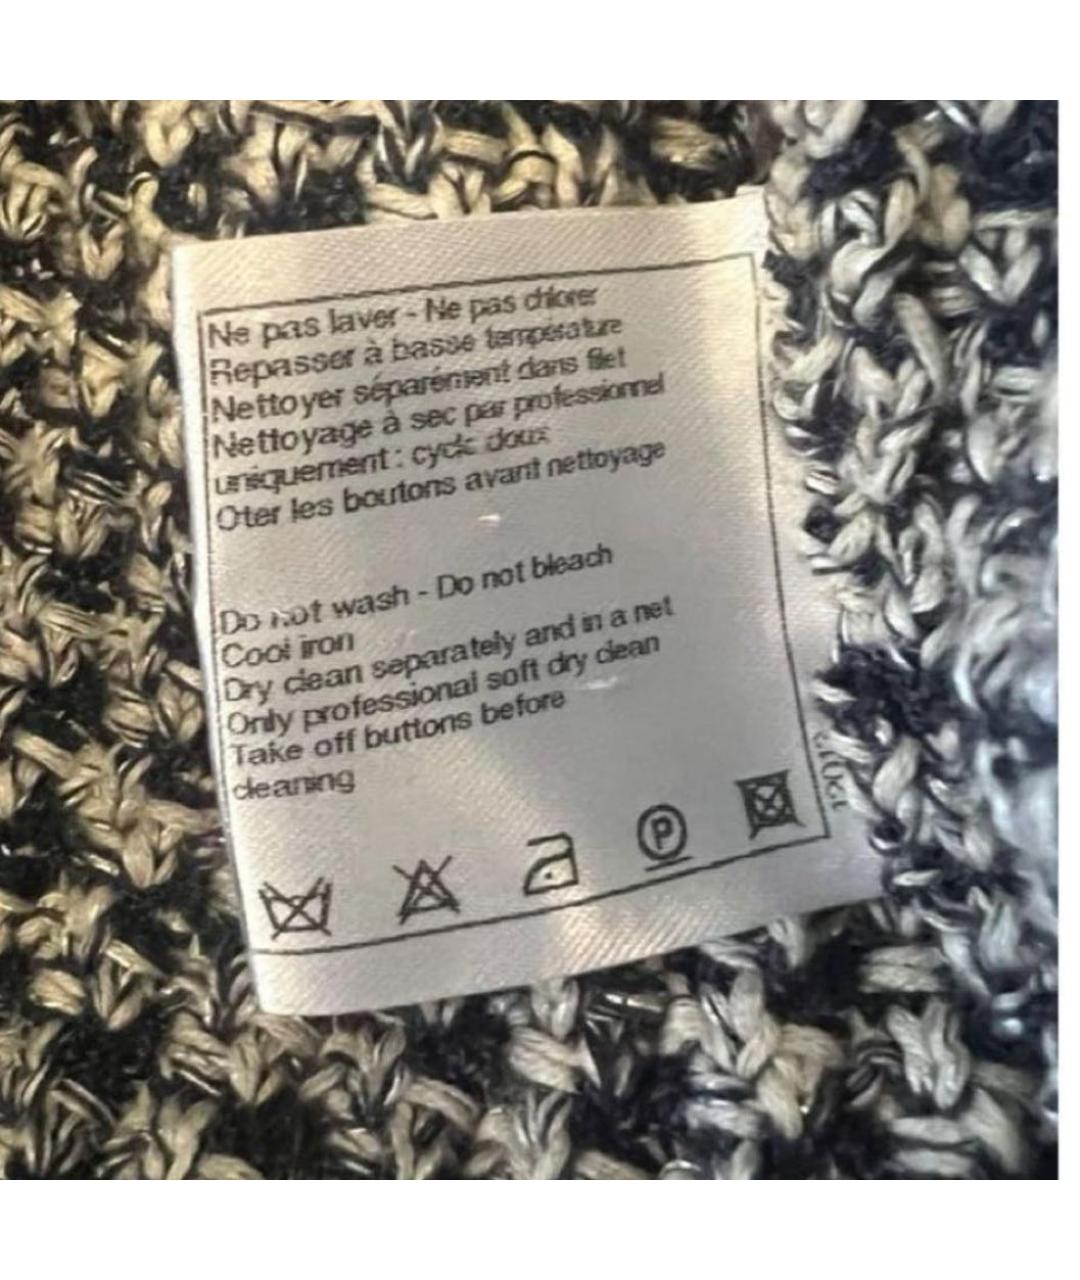 Ne pas laver - Ne pas chlorer
Repasser à basse température
Nettoyer séparément dans filet
Nettoyage à sec par professionnel
uniquement : cycle doux
Oter les boutons avant nettoyage
Do not wash - Do not bleach
Cool iron
Dry clean separately and in a net
Only professional soft dry clean
Take off buttons before
cleaning
P